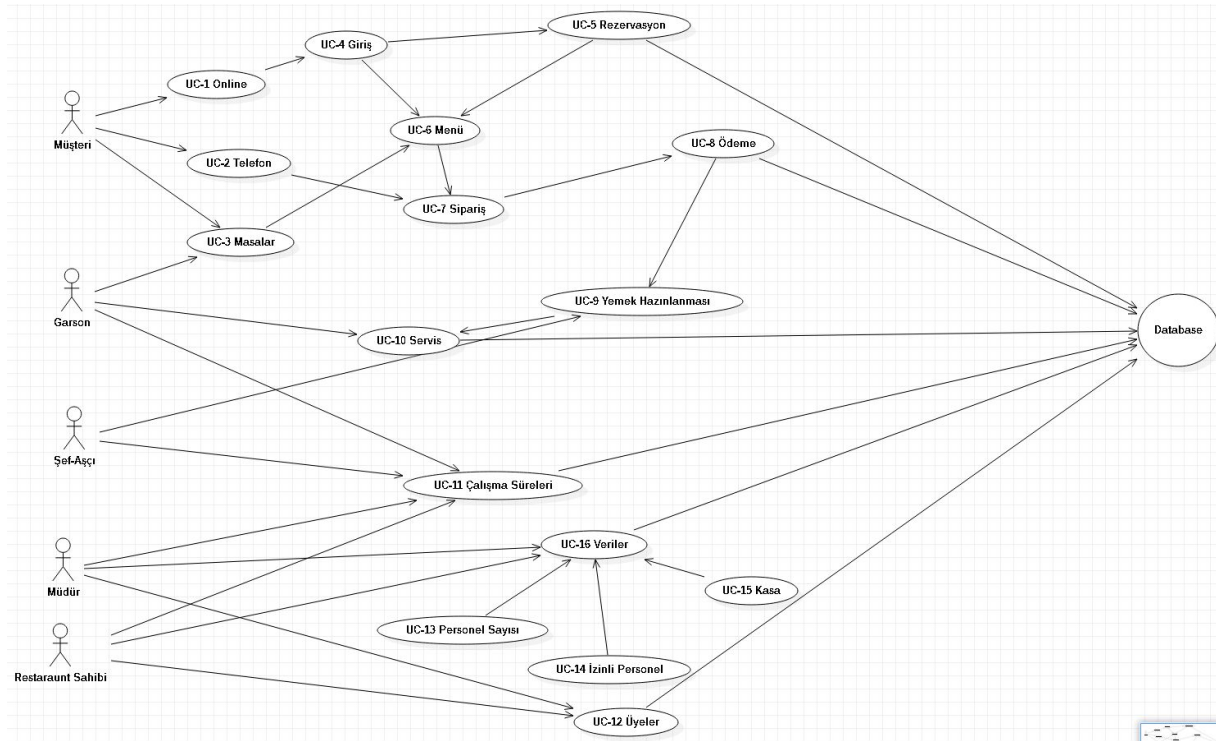 UC-5 Rezervasyon
UC-4 Giriş
UC-1 Online
Müşteri
UC-6 Menü
UC-8 Ödeme
UC-2 Telefon
UC-7 Sipariş
UC-3 Masalar
UC-9 Yemek Hazınlanması
Garson
UC-10 Servis
Database
Şef-Aşçı
UC-11 Çalışma Süreleri
UC-16 Veriler
Müdür
UC-15 Kasa
UC-13 Personel Sayısı
UC-14 İzinli Personel
Restaraunt Sahibi
UC-12 Üyeler